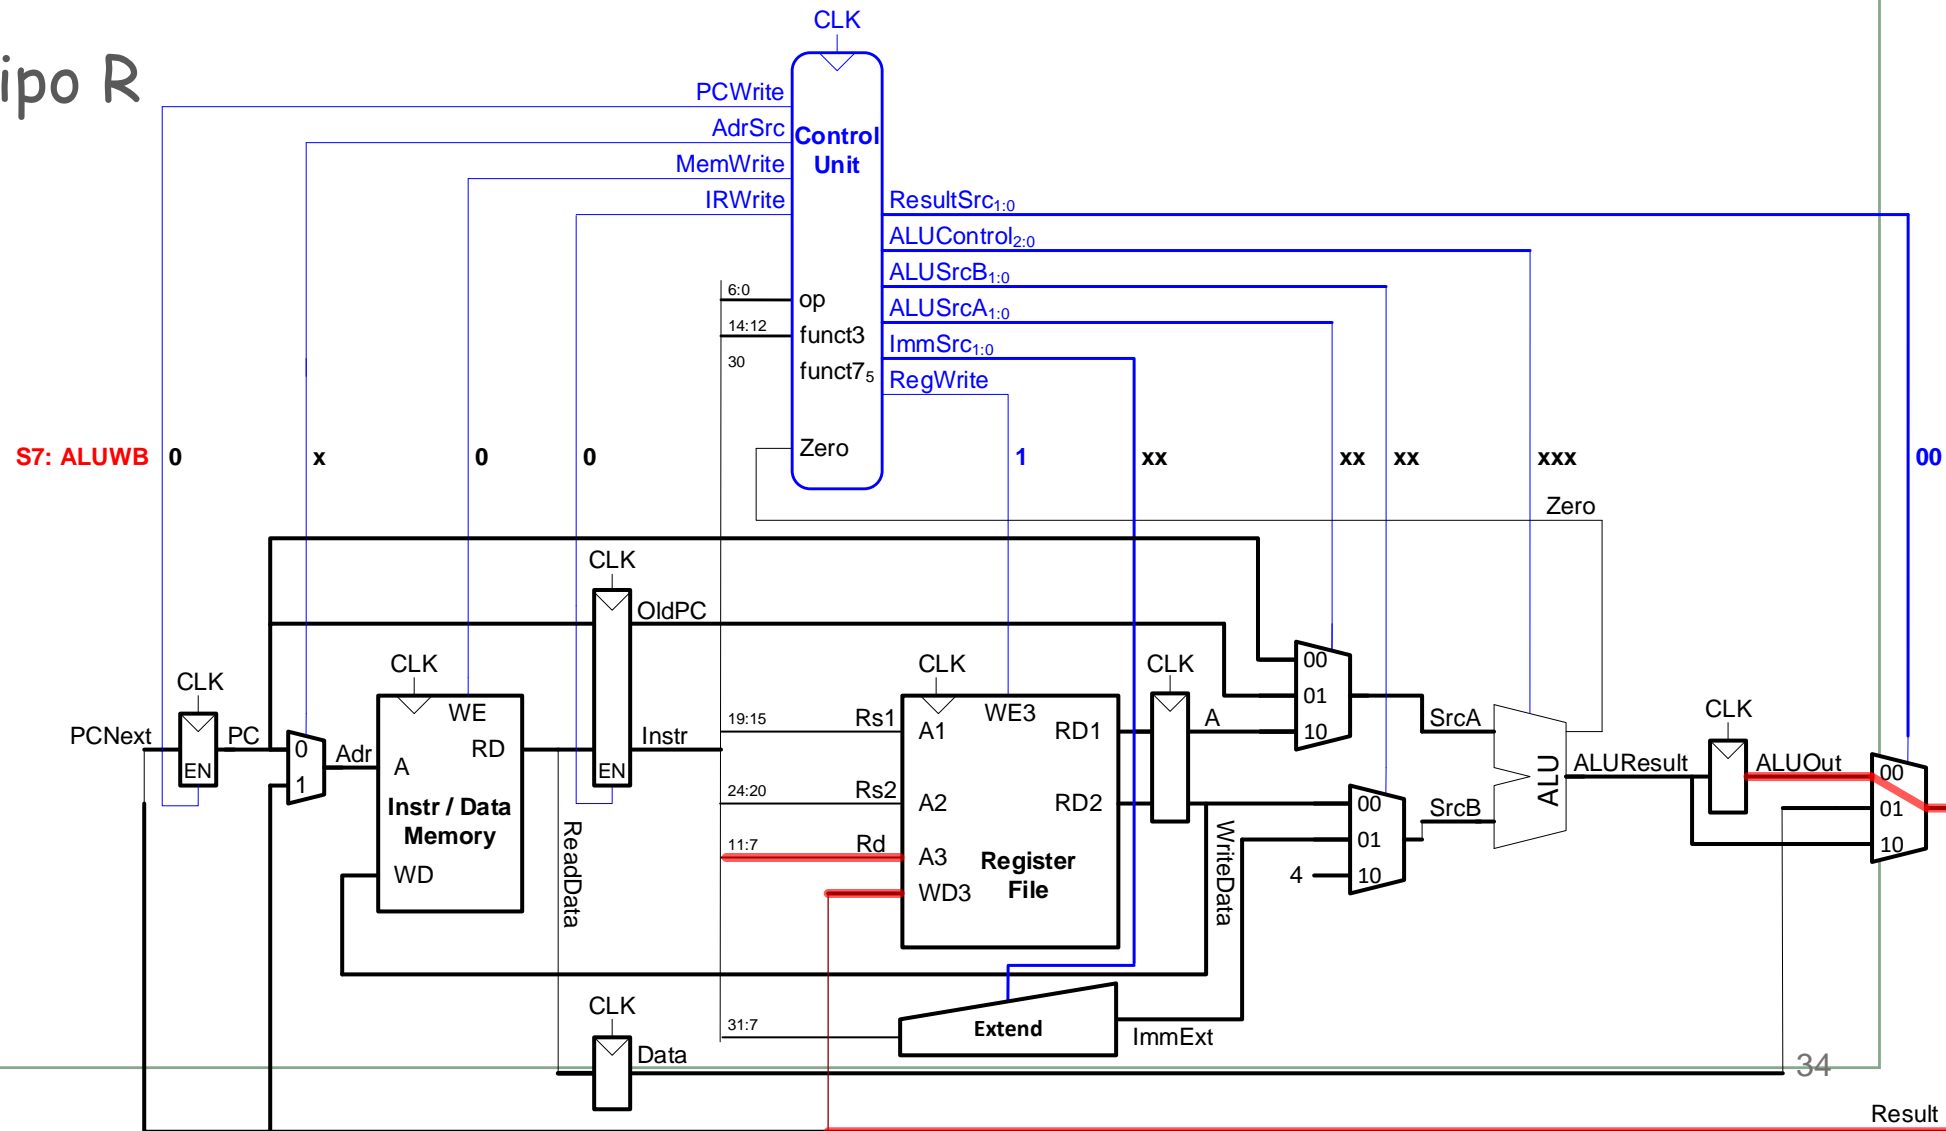 ipo R
CLK
PCWrite
AdrSrc
MemWrite
IRWrite
Control
Unit
ResultSrc1:0
ALUControl2:0
ALUSrcB1:0
ALUSrcA1:0
ImmSrc1:0
RegWrite
6:0
op
14:12
funct3
30
funct75
Zero
S7: ALUWB
0
x
0
0
1
xx
xx
xx
xxx
00
Zero
CLK
OldPC
CLK
PCNext
EN
PC
0
1
Adr
CLK
WE
A
RD
Instr / Data
Memory
WD
EN
Instr
ReadData
19:15
Rs1
24:20
Rs2
11:7
Rd
31:7
CLK
WE3
A1
RD1
A2
RD2
A3
WD3
Register
File
CLK
A
WriteData
00
01
10
SrcA
00
01
4
10
SrcB
ALU
ALUResult
CLK
ALUOut
00
01
10
CLK
Data
Extend
ImmExt
34
Result